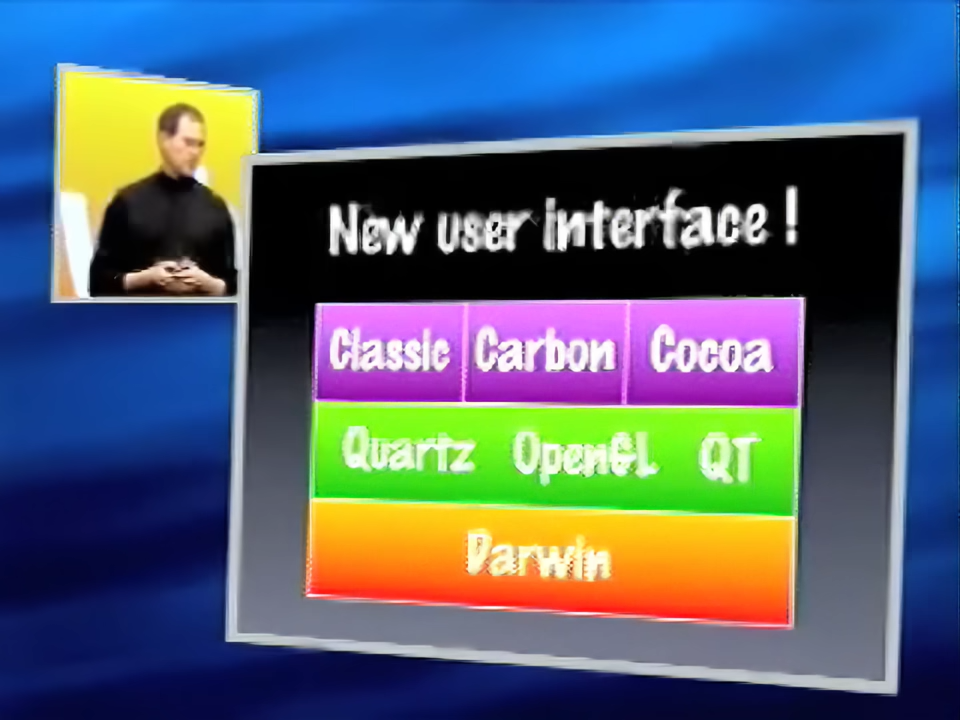 New user interface!
Classic Carbon Cocoa
Quartz OpenGL QT
Darwin